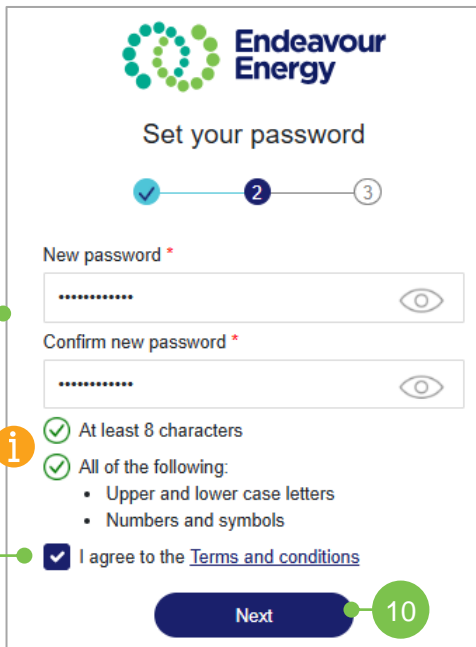 Endeavour
Energy
Set your password
2
3
New password *
••••••••••••
Confirm new password *
••••••••••••
i
At least 8 characters
All of the following:
• Upper and lower case letters
• Numbers and symbols
I agree to the Terms and conditions
Next
10